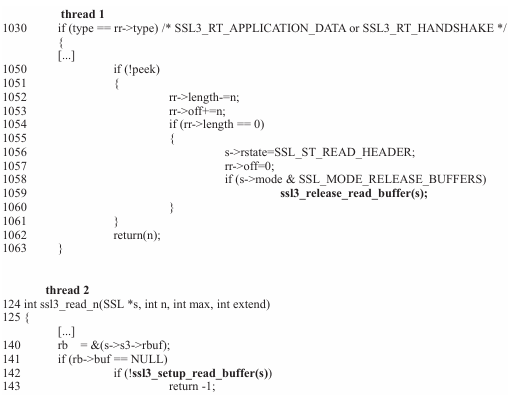 thread 1
1030 if (type == rr->type) /* SSL3_RT_APPLICATION_DATA or SSL3_RT_HANDSHAKE */
{
[...]
1050 if (!peek)
1051 {
1052 rr->length-=n;
1053 rr->off+=n;
1054 if (rr->length == 0)
1055 {
1056 s->rstate=SSL_ST_READ_HEADER;
1057 rr->off=0;
1058 if (s->mode & SSL_MODE_RELEASE_BUFFERS)
1059 ssl3_release_read_buffer(s);
1060 }
1061 }
1062 return(n);
1063 }
thread 2
124 int ssl3_read_n(SSL *s, int n, int max, int extend)
125 {
[...]
140 rb = &(s->s3->rbuf);
141 if (rb->buf == NULL)
142 if (!ssl3_setup_read_buffer(s))
143 return -1;